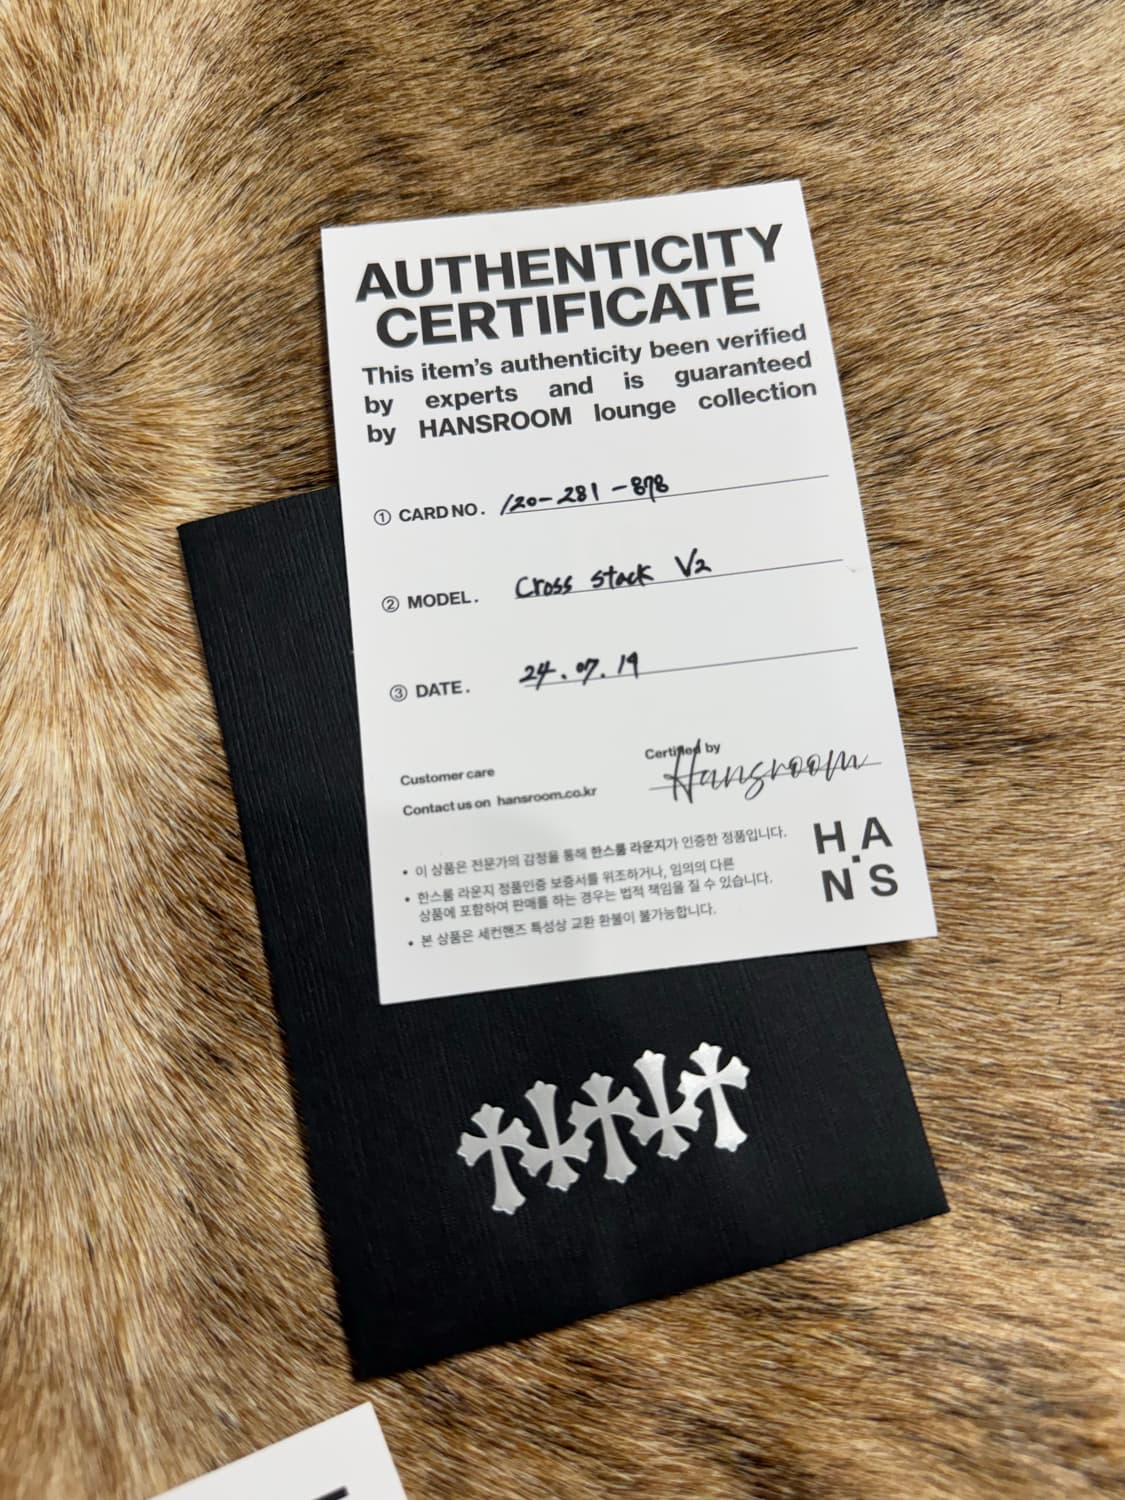 AUTHENTICITY
CERTIFICATE
This item's authenticity been verified
by experts and is guaranteed
by HANSROOM lounge collection
① CARD NO. 120-281-878
② MODEL. Cross stack V2
③ DATE. 24.07.19
Customer care
Contact us on hansroom.co.kr
Certified by
Hansroom
• 이 상품은 전문가의 감정을 통해 한스룸 라운지가 인증한 정품입니다.
• 한스룸 라운지 정품인증 보증서를 위조하거나, 임의의 다른
상품에 포함하여 판매를 하는 경우는 법적 책임을 질 수 있습니다.
• 본 상품은 세컨핸즈 특성상 교환 환불이 불가능합니다.
HA
N'S